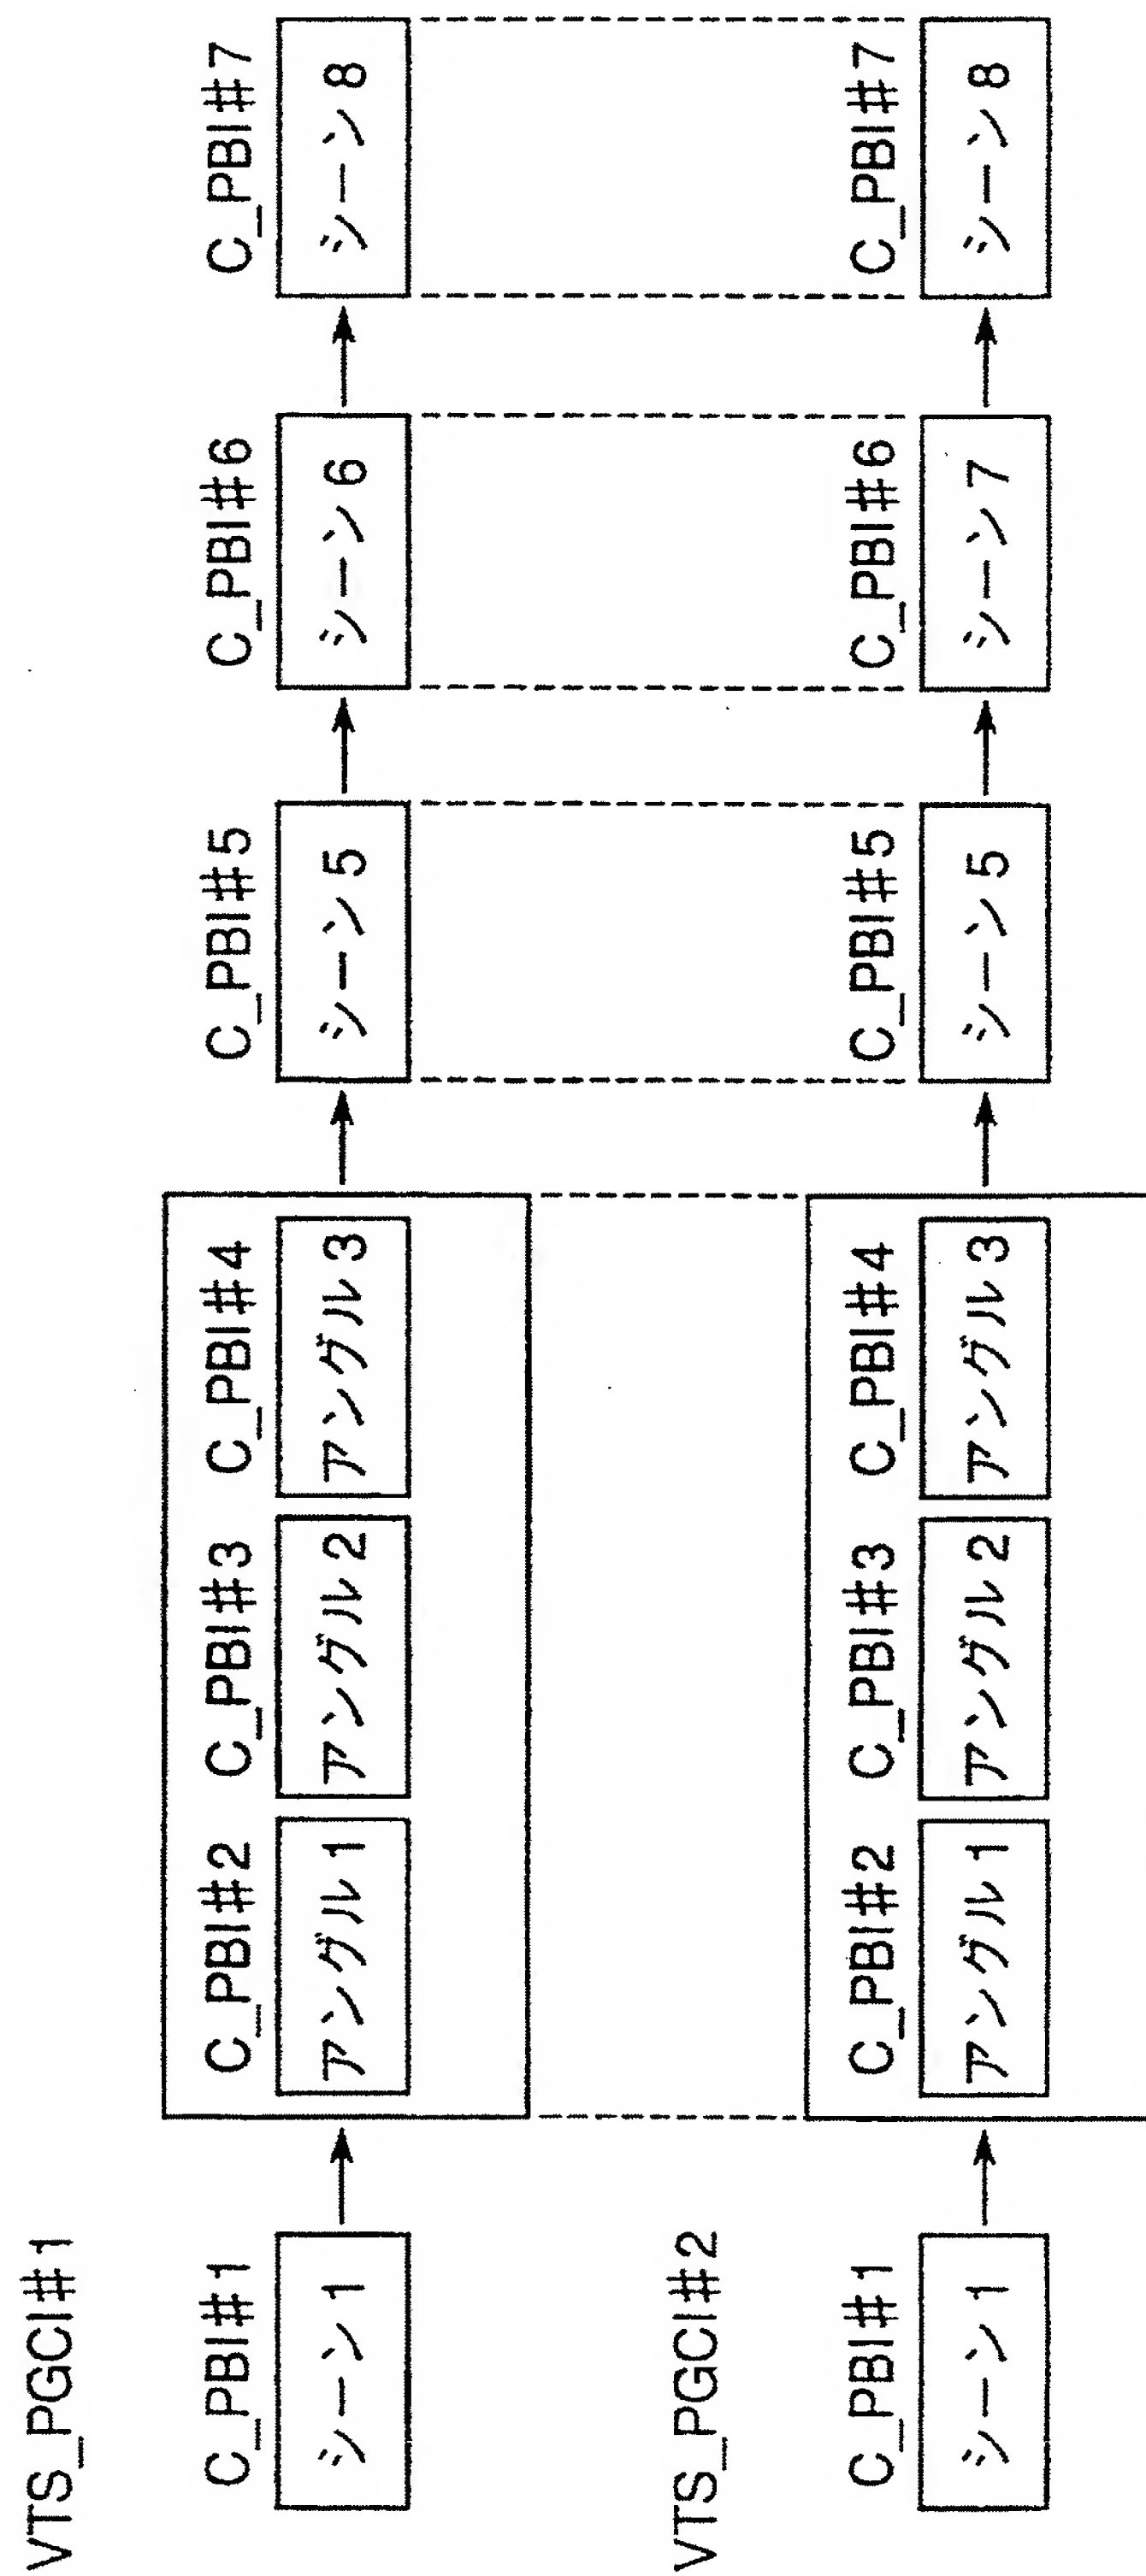 VTS_PGCI#1
C_PBI#1 C_PBI#2 C_PBI#3 C_PBI#4 C_PBI#5 C_PBI#6 C_PBI#7
シーン1 アングル1 アングル2 アングル3 シーン5 シーン6 シーン8
VTS_PGCI#2
C_PBI#1 C_PBI#2 C_PBI#3 C_PBI#4 C_PBI#5 C_PBI#6 C_PBI#7
シーン1 アングル1 アングル2 アングル3 シーン5 シーン7 シーン8